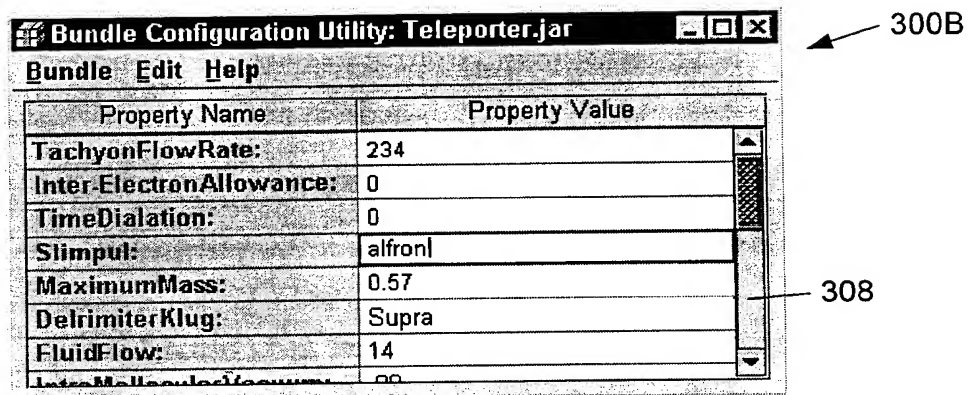 Bundle Configuration Utility: Teleporter.jar
300B
Bundle Edit Help
Property Name Property Value
TachyonFlowRate: 234
Inter-ElectronAllowance: 0
TimeDialation: 0
Slimpul: alfron
MaximumMass: 0.57
308
DelrimiterKlug: Supra
FluidFlow: 14